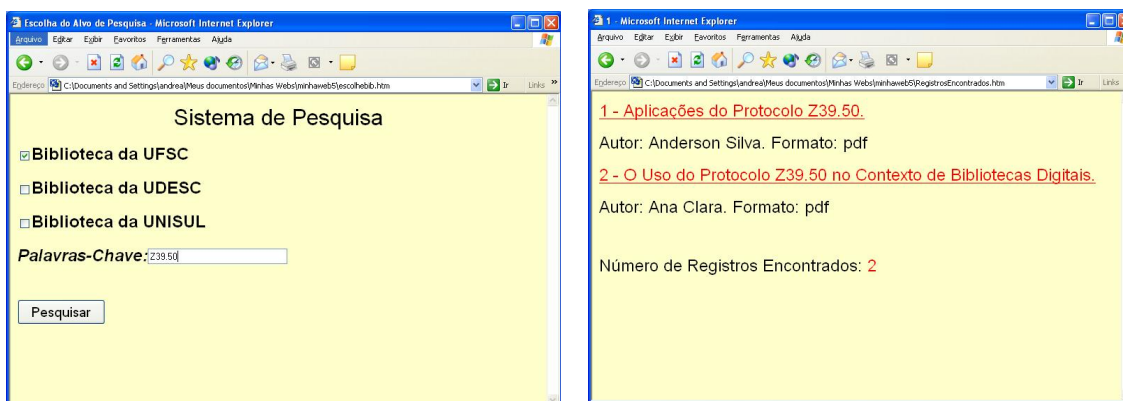 Escolha do Alvo de Pesquisa - Microsoft Internet Explorer
Arquivo Editar Exibir Favoritos Ferramentas Ajuda
Endereço C:\Documents and Settings\andrea\Meus documentos\Minhas Webs\minhaweb5\escolhebib.htm Ir Links »
Sistema de Pesquisa
Biblioteca da UFSC
Biblioteca da UDESC
Biblioteca da UNISUL
Palavras-Chave: Z39.50
Pesquisar
1 - Microsoft Internet Explorer
Arquivo Editar Exibir Favoritos Ferramentas Ajuda
Endereço C:\Documents and Settings\andrea\Meus documentos\Minhas Webs\minhaweb5\RegistrosEncontrados.htm Ir Links
1 - Aplicações do Protocolo Z39.50.
Autor: Anderson Silva. Formato: pdf
2 - O Uso do Protocolo Z39.50 no Contexto de Bibliotecas Digitais.
Autor: Ana Clara. Formato: pdf
Número de Registros Encontrados: 2